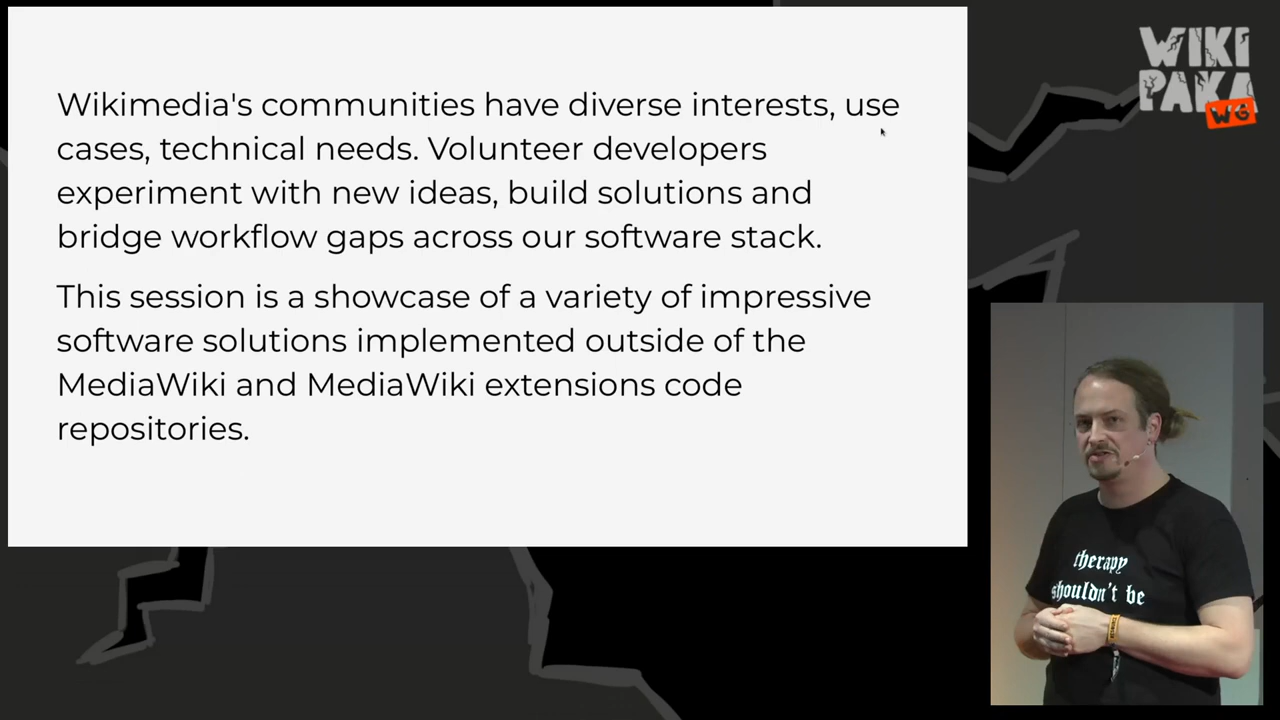 Wikimedia's communities have diverse interests, use
cases, technical needs. Volunteer developers
experiment with new ideas, build solutions and
bridge workflow gaps across our software stack.
This session is a showcase of a variety of impressive
software solutions implemented outside of the
MediaWiki and MediaWiki extensions code
repositories.
WIKI
PAKA
WG
therapy
shouldn't be